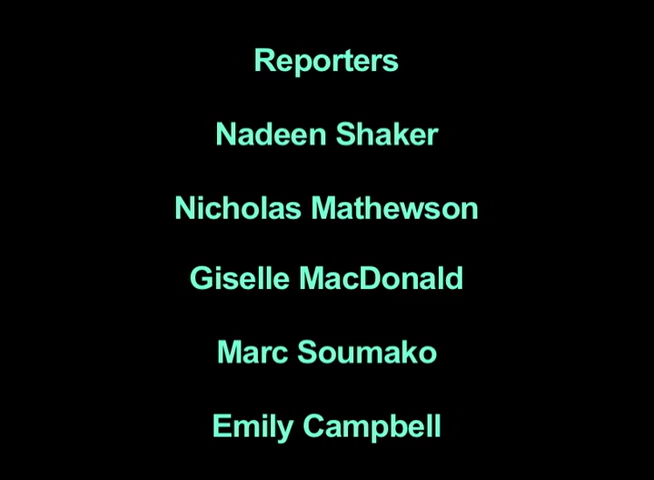 Reporters
Nadeen Shaker
Nicholas Mathewson
Giselle MacDonald
Marc Soumako
Emily Campbell